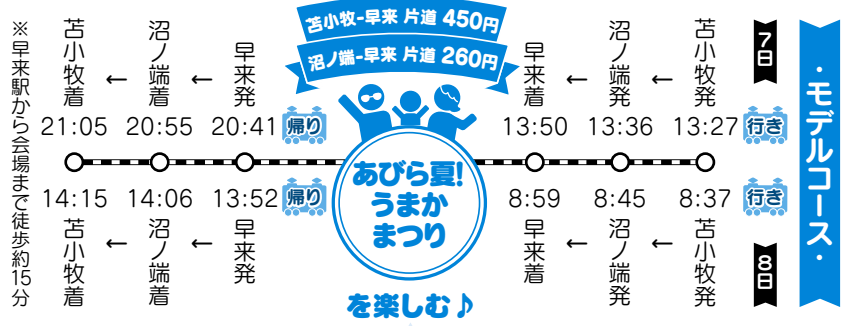 ・モデルコース・
7日
行き
苫小牧発
←
沼ノ端発
←
早来着
13:27
13:36
13:50
苫小牧-早来 片道 450円
沼ノ端-早来 片道 260円
帰り
早来発
←
沼ノ端着
←
苫小牧着
20:41
20:55
21:05
8日
行き
8:37
8:45
8:59
苫小牧発
←
沼ノ端発
←
早来着
あびら夏!
うまか
まつり
を楽しむ♪
帰り
13:52
14:06
14:15
早来発
←
沼ノ端着
←
苫小牧着
※早来駅から会場まで徒歩約15分